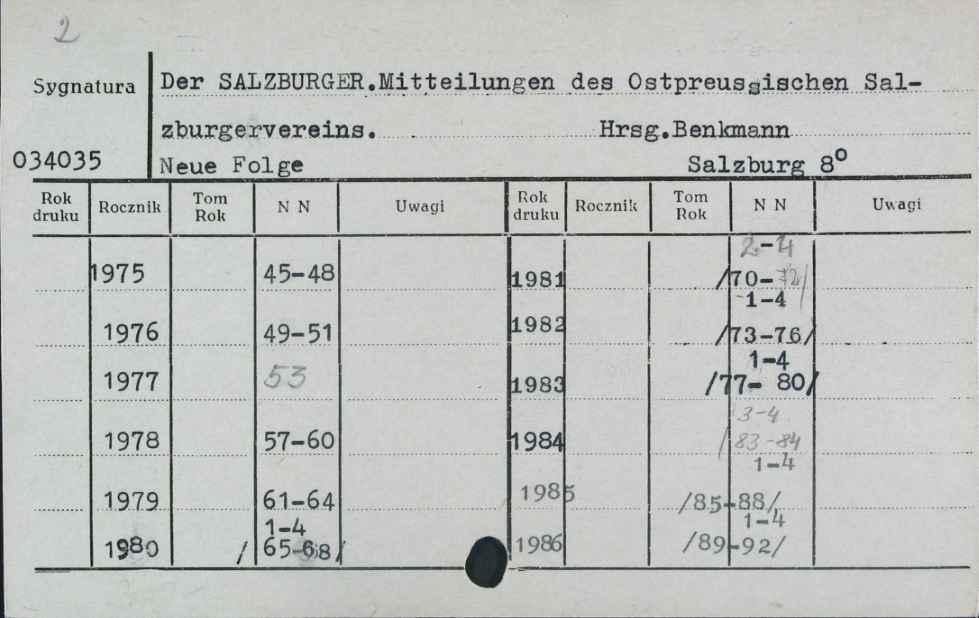 2
Sygnatura
Der SALZBURGER.Mitteilungen des Ostpreussischen Sal-
zburgervereins. Hrsg.Benkmann
034035
Neue Folge Salzburg 8⁰
Rok druku Rocznik Tom Rok N N Uwagi Rok druku Rocznik Tom Rok N N Uwagi
2-4
1975 45-48 1981 /70-72/
1-4
1976 49-51 1982 /73-76/
1-4
1977 53 1983 /77- 80/
3-4
1978 57-60 1984 /83-84
1-4
1979 61-64 1985 /85-88/
1-4 1-4
1980 /65-68/ 1986 /89-92/